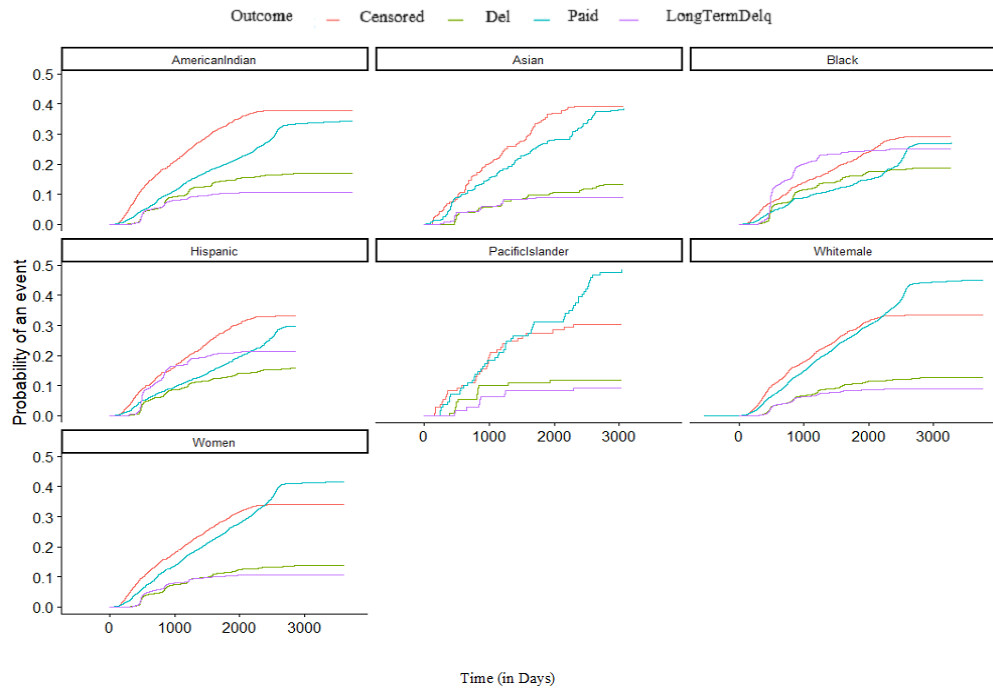 Outcome Censored Del Paid LongTermDelq
AmericanIndian Asian Black
0.5
0.4
0.3
0.2
0.1
0.0
Hispanic PacificIslander Whitemale
0.5
0.4
0.3
0.2
0.1
0.0
0 1000 2000 3000 0 1000 2000 3000
Women
0.5
0.4
0.3
0.2
0.1
0.0
0 1000 2000 3000
Probability of an event
Time (in Days)